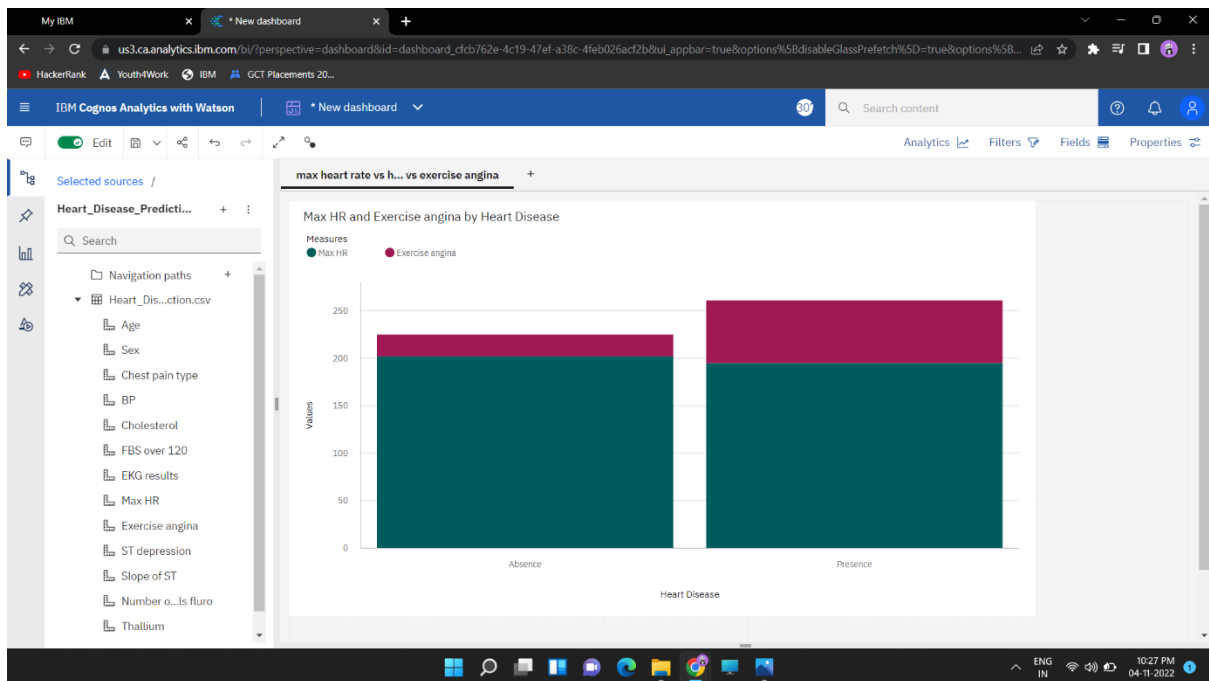 My IBM
* New dashboard
us3.ca.analytics.ibm.com/bi/?perspective=dashboard&id=dashboard_cfcb762e-4c19-47ef-a38c-4feb026acf2b&ui_appbar=true&options%5BdisableGlassPrefetch%5D=true&options%5B...
HackerRank Youth4Work IBM GCT Placements 20...
IBM Cognos Analytics with Watson
* New dashboard
Search content
Edit
Analytics Filters Fields Properties
Selected sources /
max heart rate vs h... vs exercise angina +
Heart_Disease_Predicti... +
Search
Navigation paths +
Heart_Dis...ction.csv
Age
Sex
Chest pain type
BP
Cholesterol
FBS over 120
EKG results
Max HR
Exercise angina
ST depression
Slope of ST
Number o...ls fluro
Thallium
Max HR and Exercise angina by Heart Disease
Measures
Max HR Exercise angina
Values
250
200
150
100
50
0
Absence Presence
Heart Disease
ENG
IN
10:27 PM
04-11-2022
1